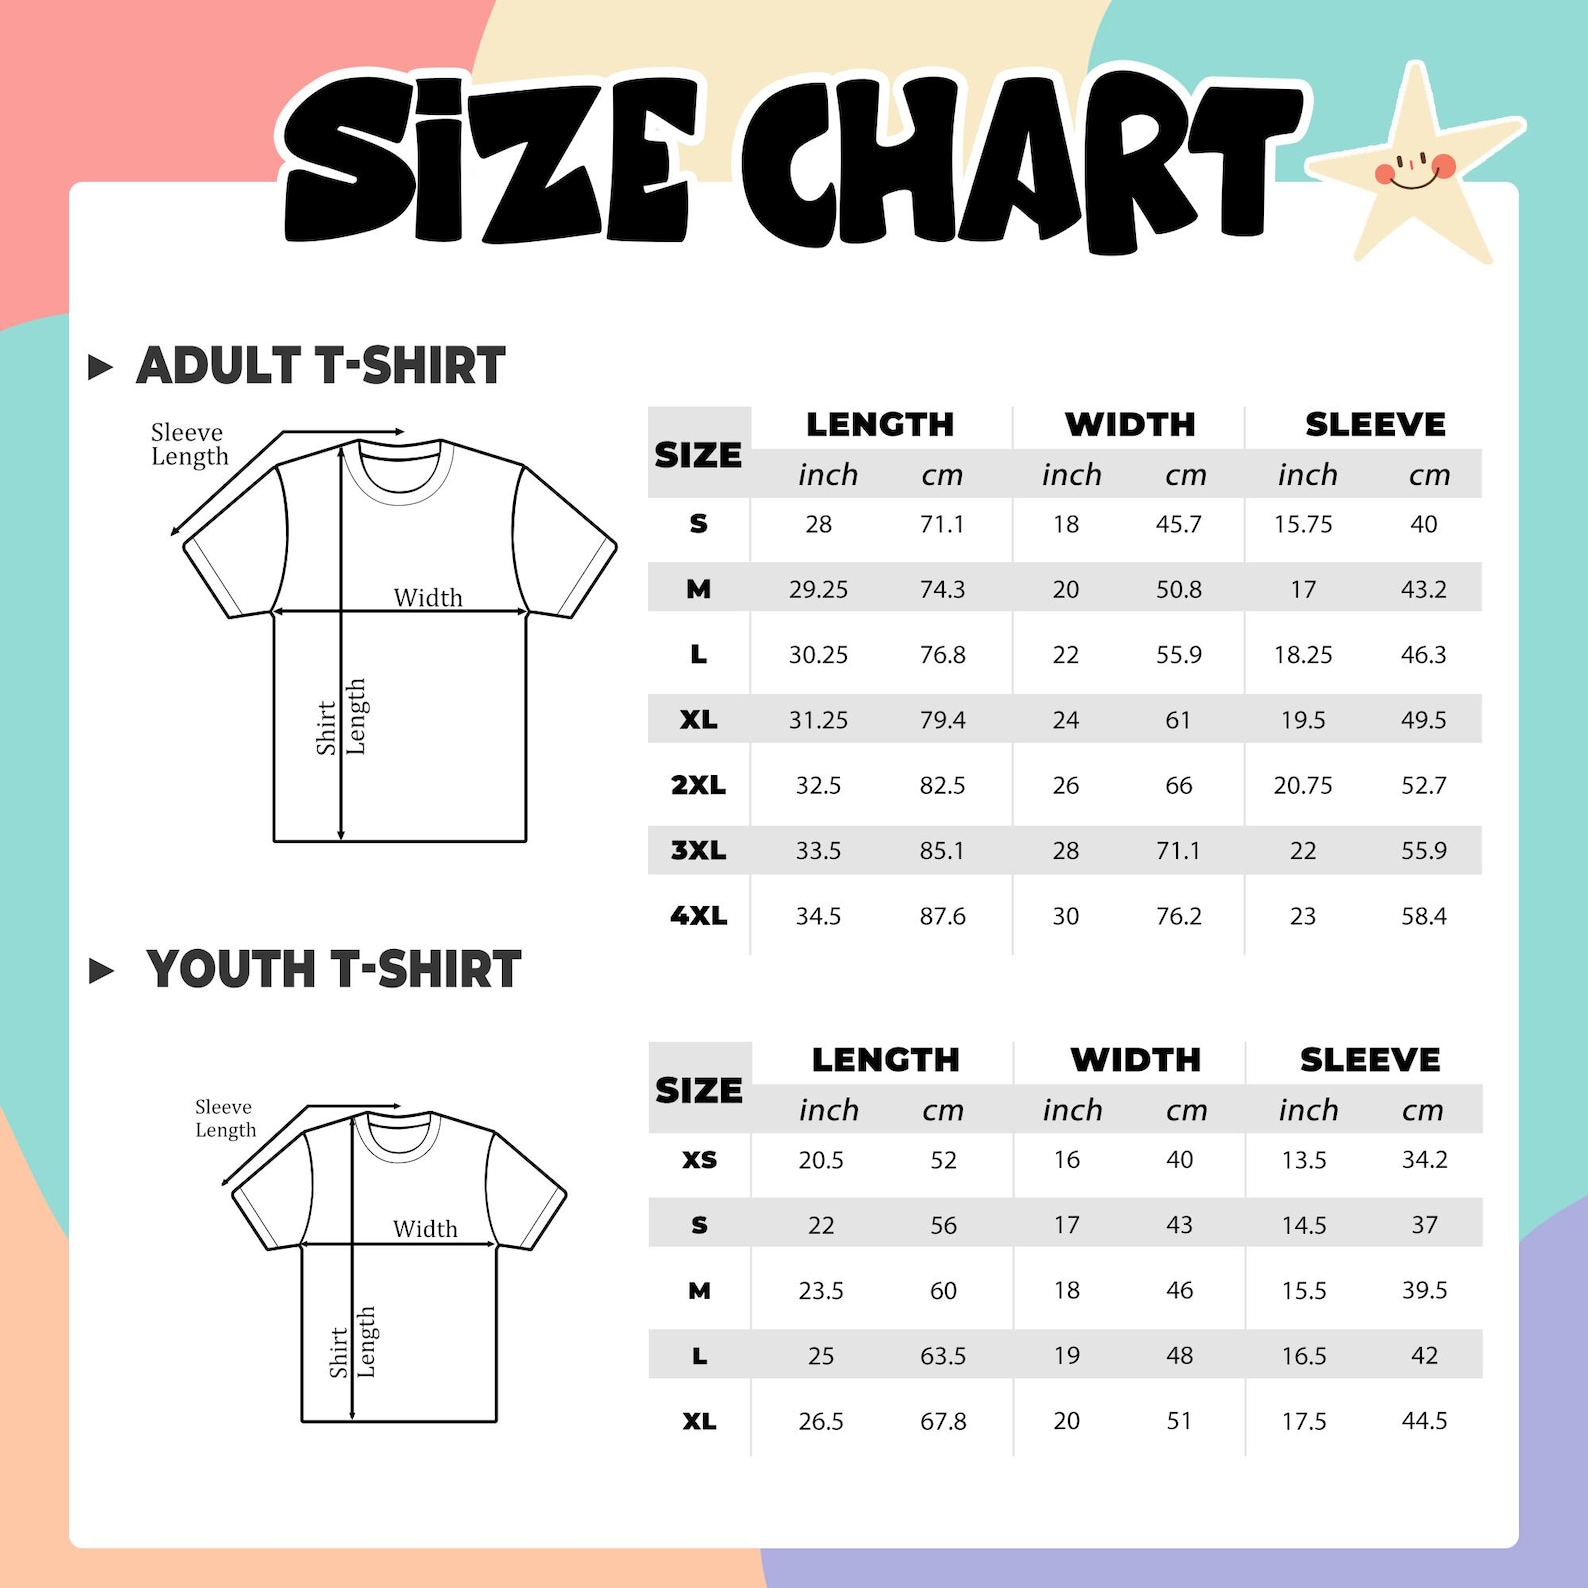 SiZE CHART
ADULT T-SHIRT
Sleeve
Length
Width
Shirt
Length
SIZE LENGTH WIDTH SLEEVE
inch cm inch cm inch cm
S 28 71.1 18 45.7 15.75 40
M 29.25 74.3 20 50.8 17 43.2
L 30.25 76.8 22 55.9 18.25 46.3
XL 31.25 79.4 24 61 19.5 49.5
2XL 32.5 82.5 26 66 20.75 52.7
3XL 33.5 85.1 28 71.1 22 55.9
4XL 34.5 87.6 30 76.2 23 58.4
YOUTH T-SHIRT
Sleeve
Length
Width
Shirt
Length
SIZE LENGTH WIDTH SLEEVE
inch cm inch cm inch cm
XS 20.5 52 16 40 13.5 34.2
S 22 56 17 43 14.5 37
M 23.5 60 18 46 15.5 39.5
L 25 63.5 19 48 16.5 42
XL 26.5 67.8 20 51 17.5 44.5